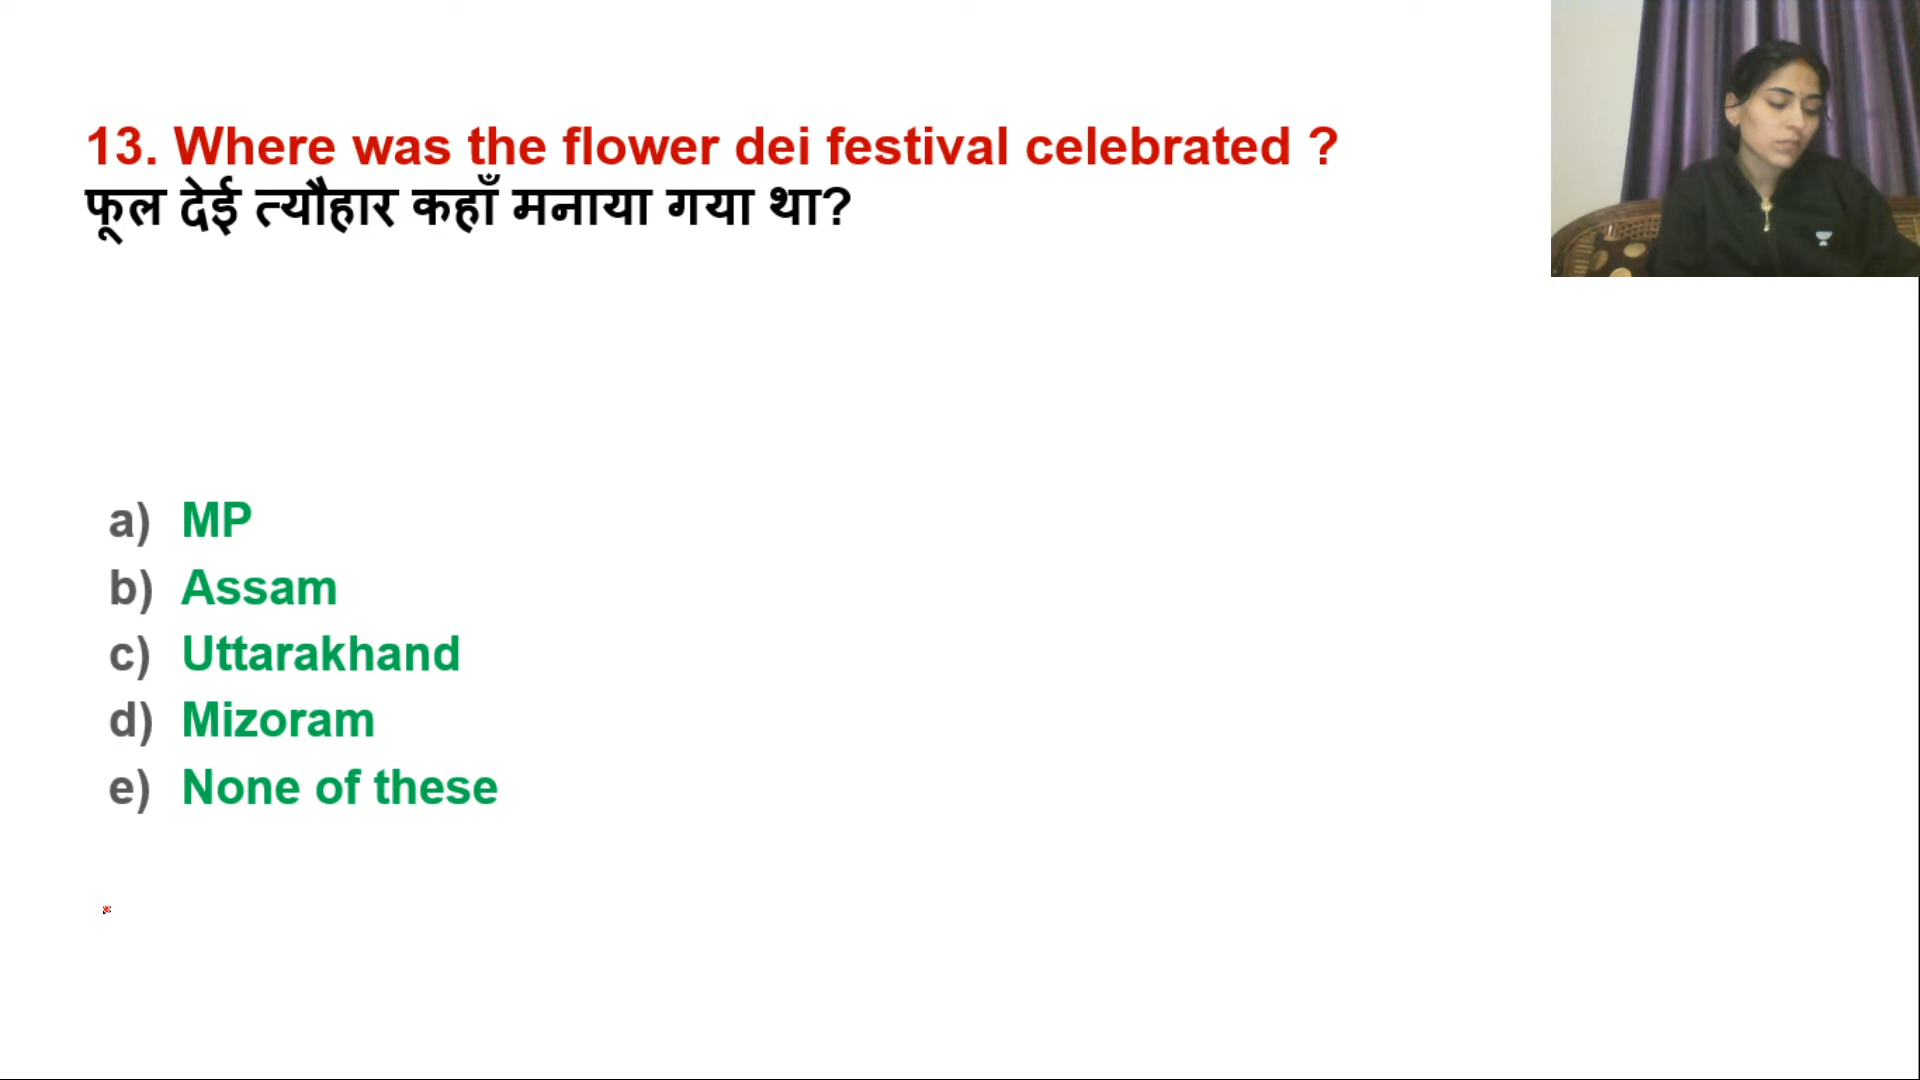 13. Where was the flower dei festival celebrated ?
फूल देई त्यौहार कहाँ मनाया गया था?
a) MP
b) Assam
c) Uttarakhand
d) Mizoram
e) None of these